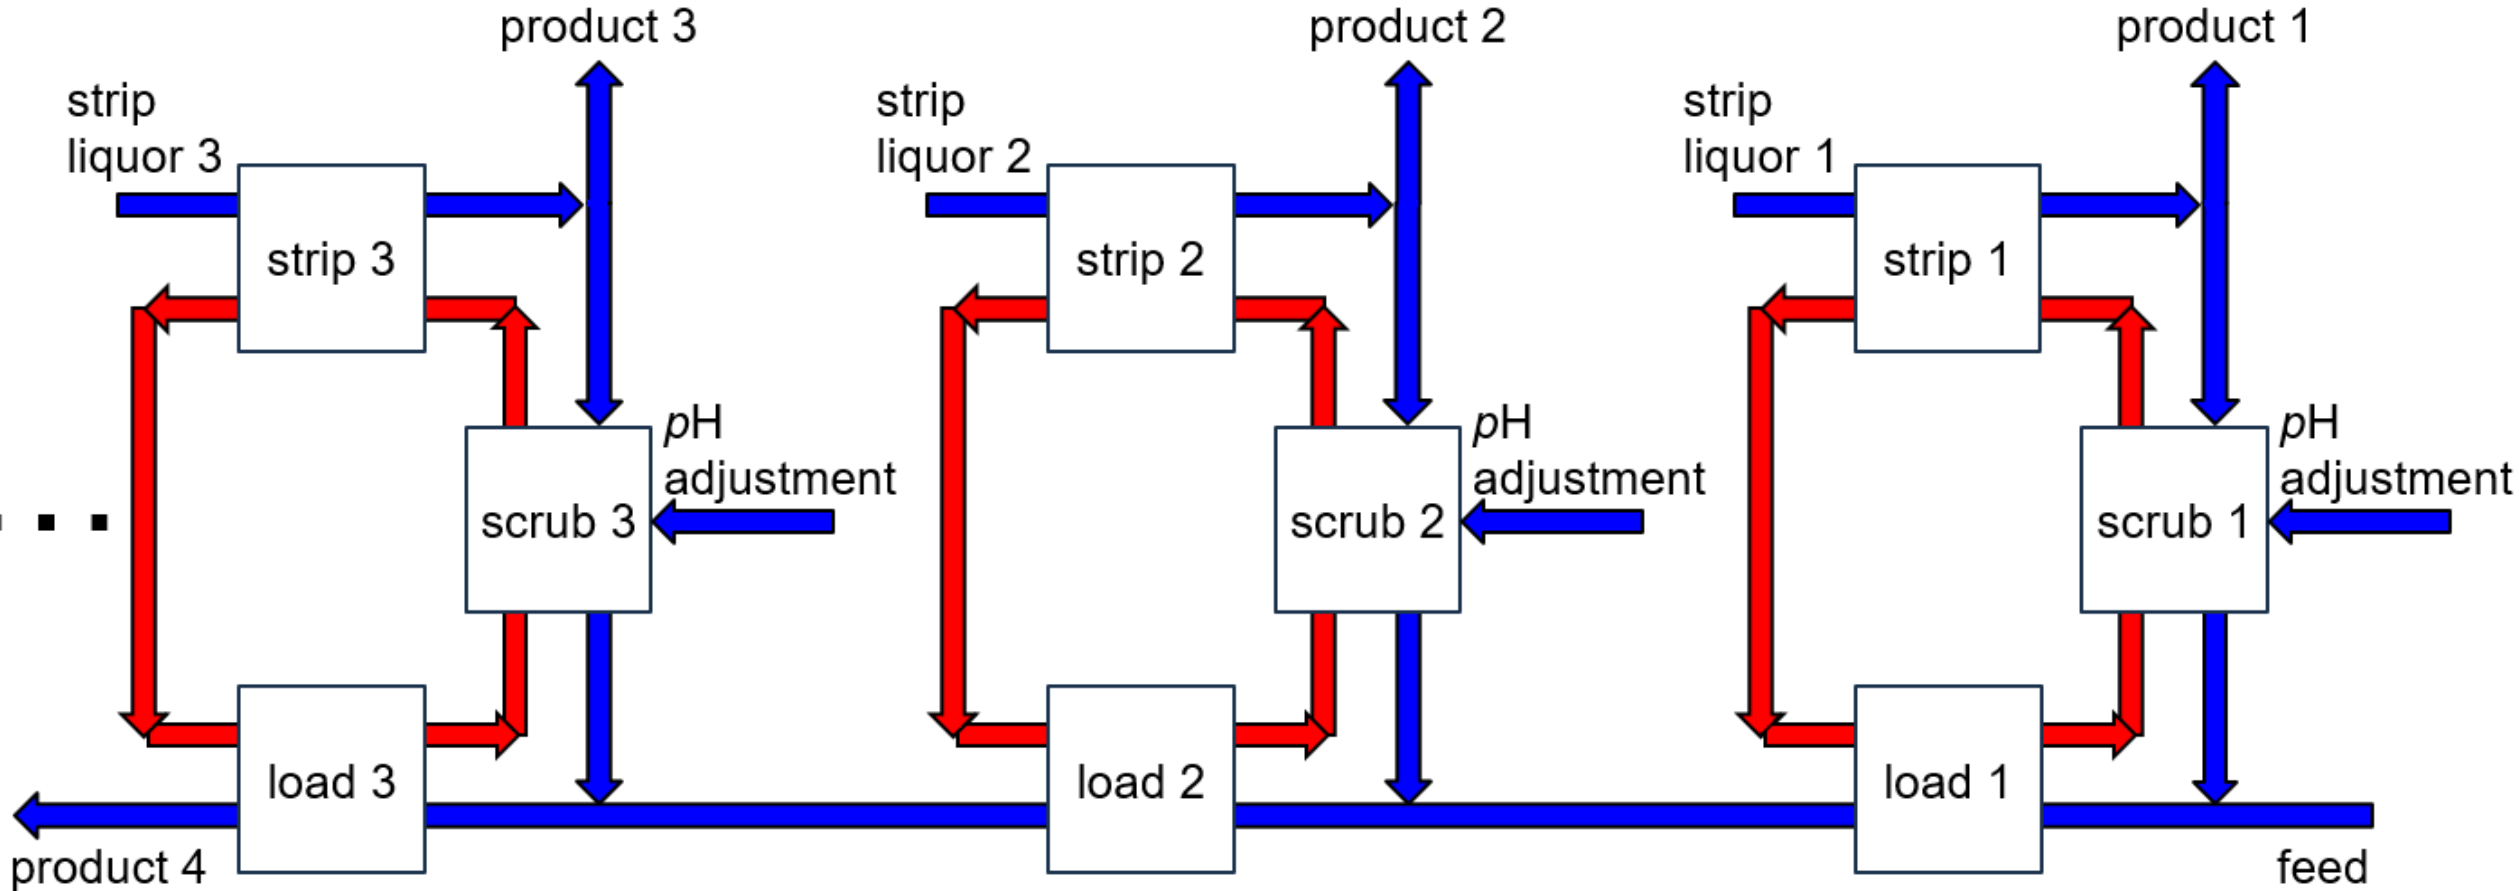 product 3
product 2
product 1
strip
liquor 3
strip
liquor 2
strip
liquor 1
strip 3
strip 2
strip 1
pH
adjustment
pH
adjustment
pH
adjustment
scrub 3
scrub 2
scrub 1
load 3
load 2
load 1
product 4
feed